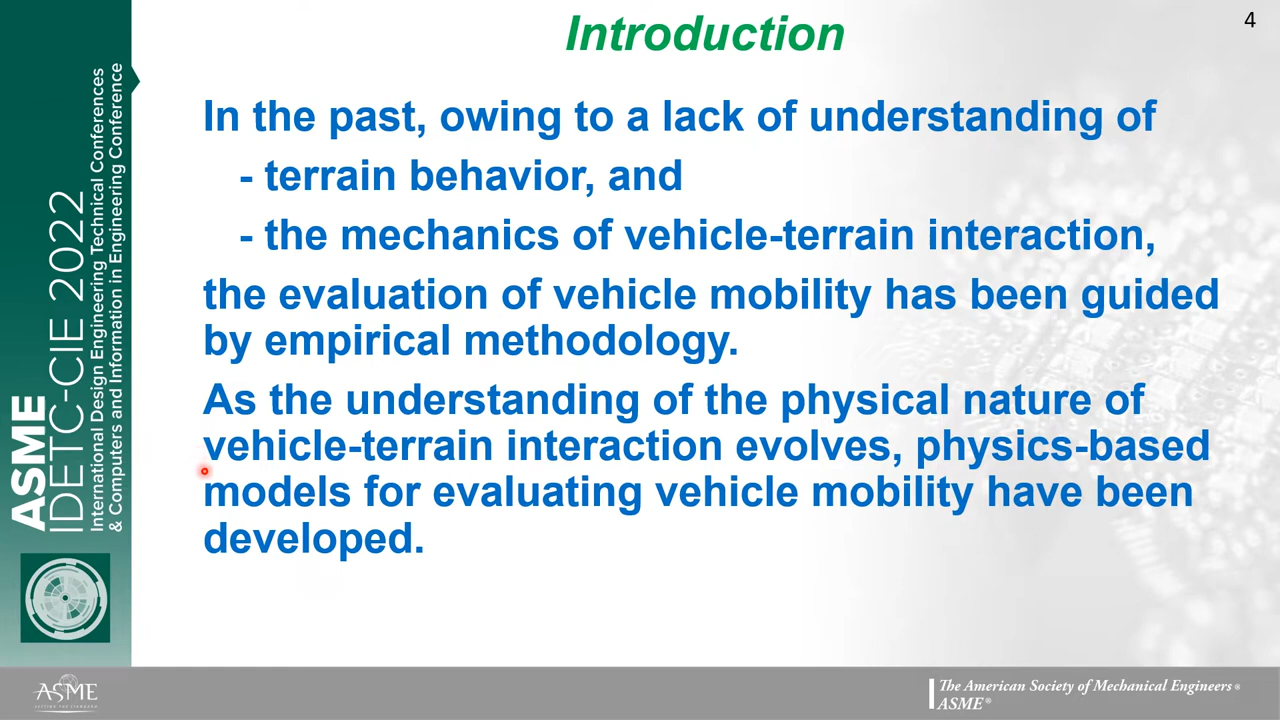 Introduction
4
In the past, owing to a lack of understanding of
- terrain behavior, and
- the mechanics of vehicle-terrain interaction,
the evaluation of vehicle mobility has been guided
by empirical methodology.
As the understanding of the physical nature of
vehicle-terrain interaction evolves, physics-based
models for evaluating vehicle mobility have been
developed.
ASME
IDETC-CIE 2022
International Design Engineering Technical Conferences
& Computers and Information in Engineering Conference
ASME
SETTING THE STANDARD
The American Society of Mechanical Engineers®
ASME®